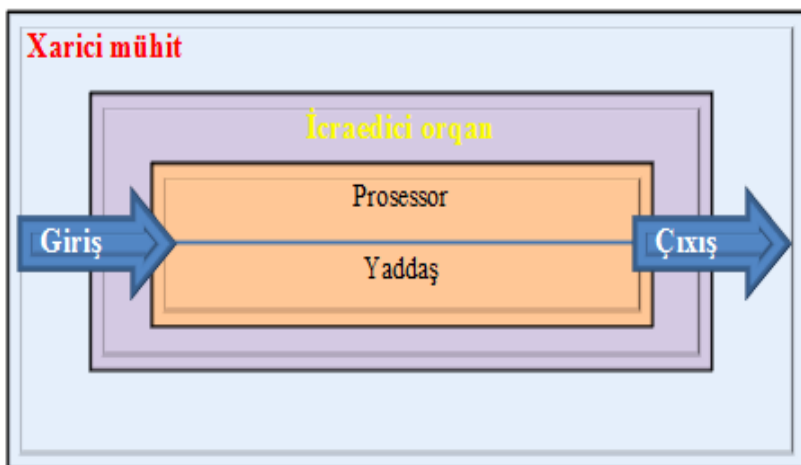 Xarici mühit
İcraedici orqan
Prosessor
Giriş
Çıxış
Yaddaş